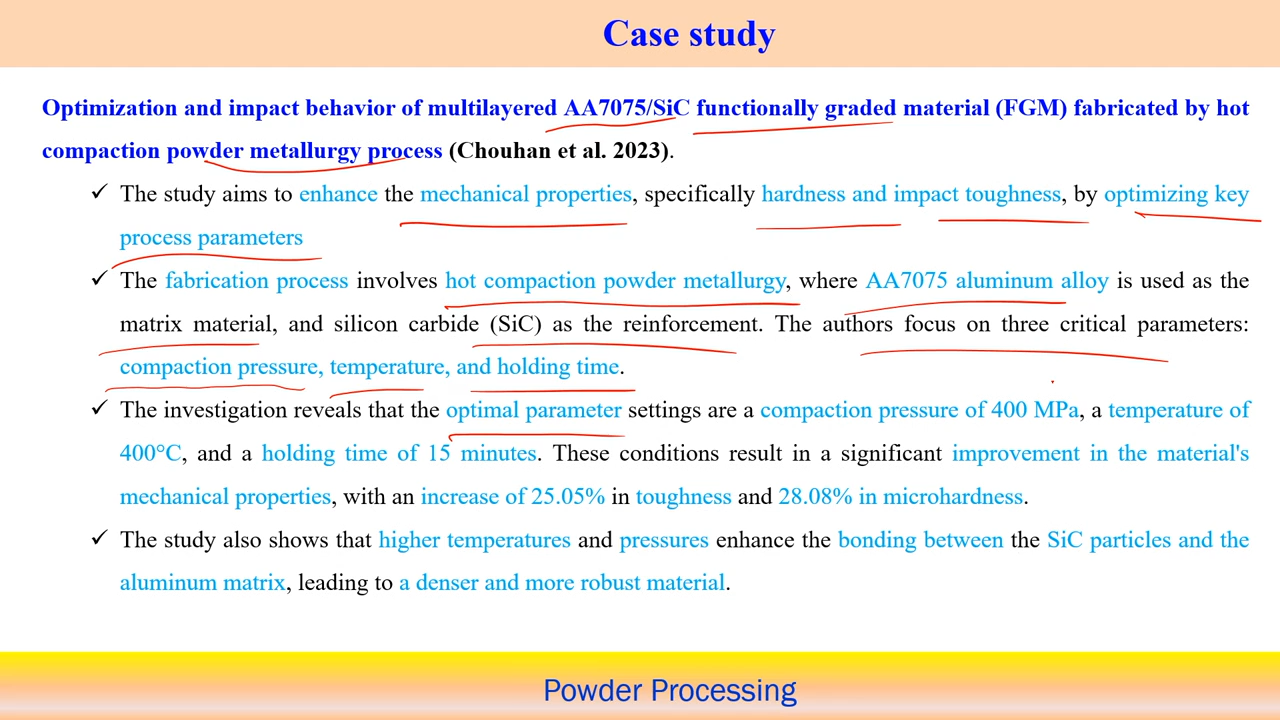 Case study
Optimization and impact behavior of multilayered AA7075/SiC functionally graded material (FGM) fabricated by hot
compaction powder metallurgy process (Chouhan et al. 2023).
✓ The study aims to enhance the mechanical properties, specifically hardness and impact toughness, by optimizing key
process parameters
✓ The fabrication process involves hot compaction powder metallurgy, where AA7075 aluminum alloy is used as the
matrix material, and silicon carbide (SiC) as the reinforcement. The authors focus on three critical parameters:
compaction pressure, temperature, and holding time.
✓ The investigation reveals that the optimal parameter settings are a compaction pressure of 400 MPa, a temperature of
400°C, and a holding time of 15 minutes. These conditions result in a significant improvement in the material's
mechanical properties, with an increase of 25.05% in toughness and 28.08% in microhardness.
✓ The study also shows that higher temperatures and pressures enhance the bonding between the SiC particles and the
aluminum matrix, leading to a denser and more robust material.
Powder Processing